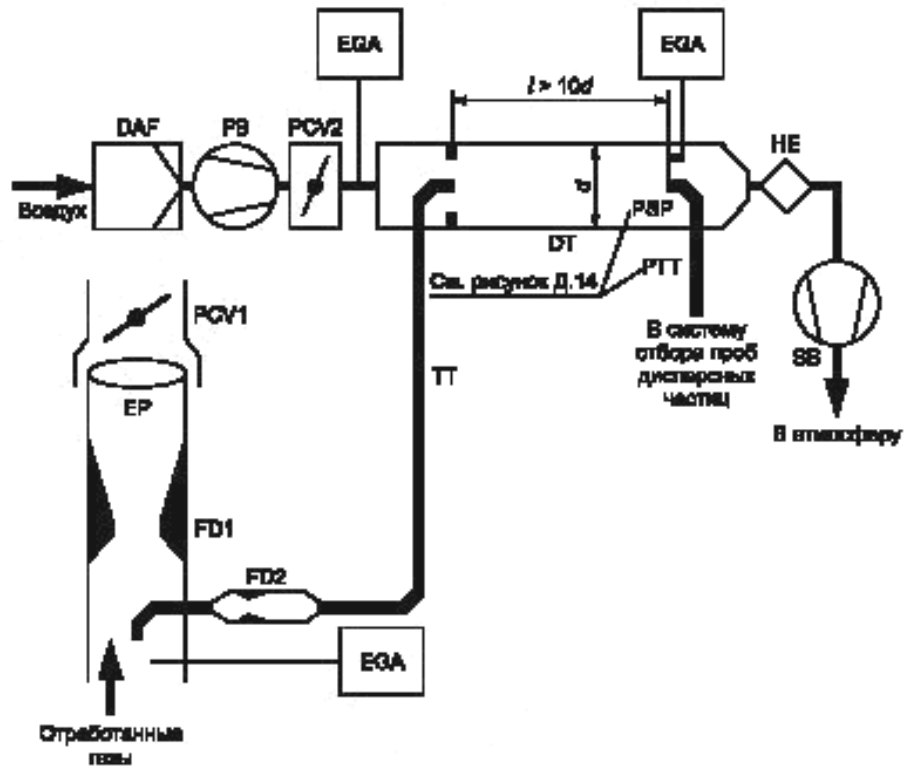 EGA
EGA
l > 10d
DAF
PB
PCV2
HE
Воздух
d
PSP
DT
См. рисунок Д.14
PTT
PCV1
В систему
отбора проб
дисперсных
частиц
SB
TT
EP
В атмосферу
FD1
FD2
EGA
Отработанные
газы